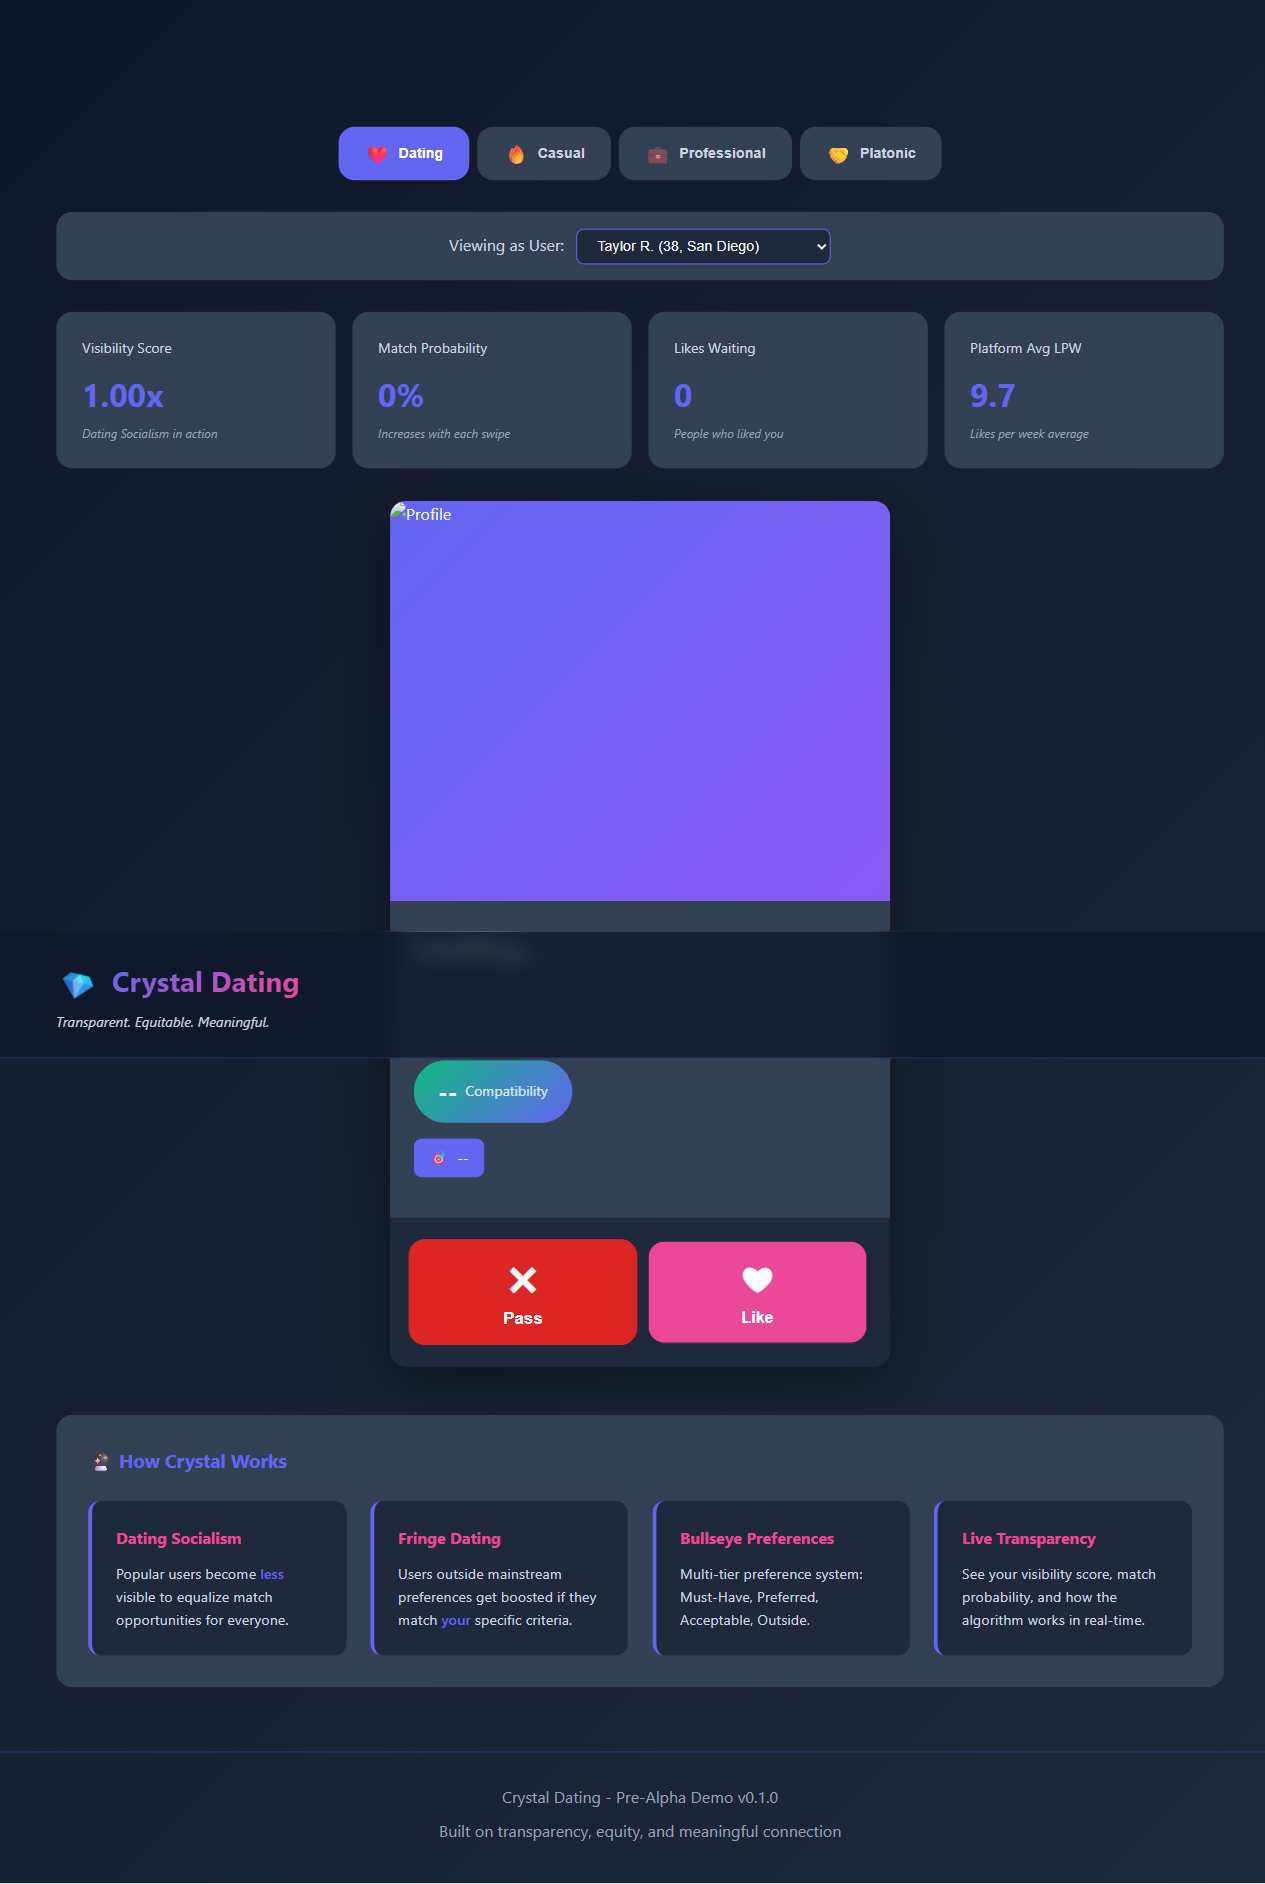 Dating
Casual
Professional
Platonic
Viewing as User:
Taylor R. (38, San Diego)
Visibility Score
1.00x
Dating Socialism in action
Match Probability
0%
Increases with each swipe
Likes Waiting
0
People who liked you
Platform Avg LPW
9.7
Likes per week average
Profile
Crystal Dating
Transparent. Equitable. Meaningful.
-- Compatibility
--
Pass
Like
How Crystal Works
Dating Socialism
Popular users become less
visible to equalize match
opportunities for everyone.
Fringe Dating
Users outside mainstream
preferences get boosted if they
match your specific criteria.
Bullseye Preferences
Multi-tier preference system:
Must-Have, Preferred,
Acceptable, Outside.
Live Transparency
See your visibility score, match
probability, and how the
algorithm works in real-time.
Crystal Dating - Pre-Alpha Demo v0.1.0
Built on transparency, equity, and meaningful connection